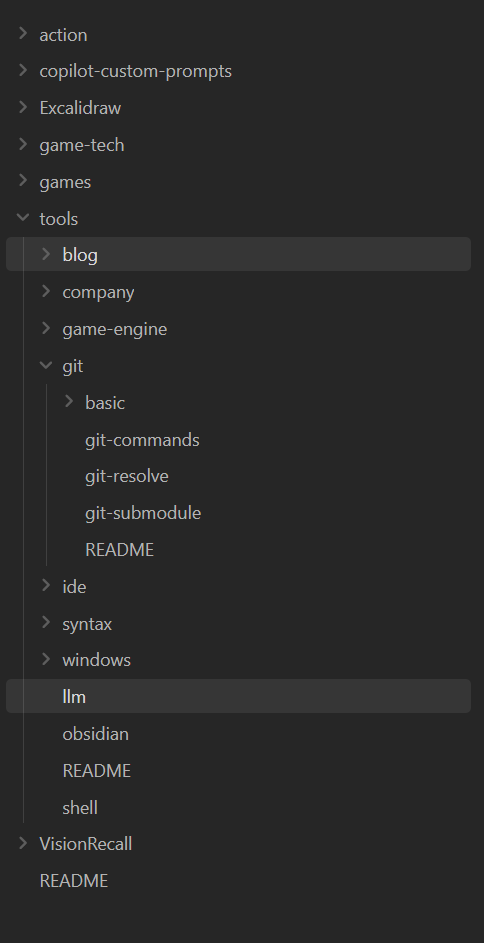 action
copilot-custom-prompts
Excalidraw
game-tech
games
tools
blog
company
game-engine
git
basic
git-commands
git-resolve
git-submodule
README
ide
syntax
windows
llm
obsidian
README
shell
VisionRecall
README